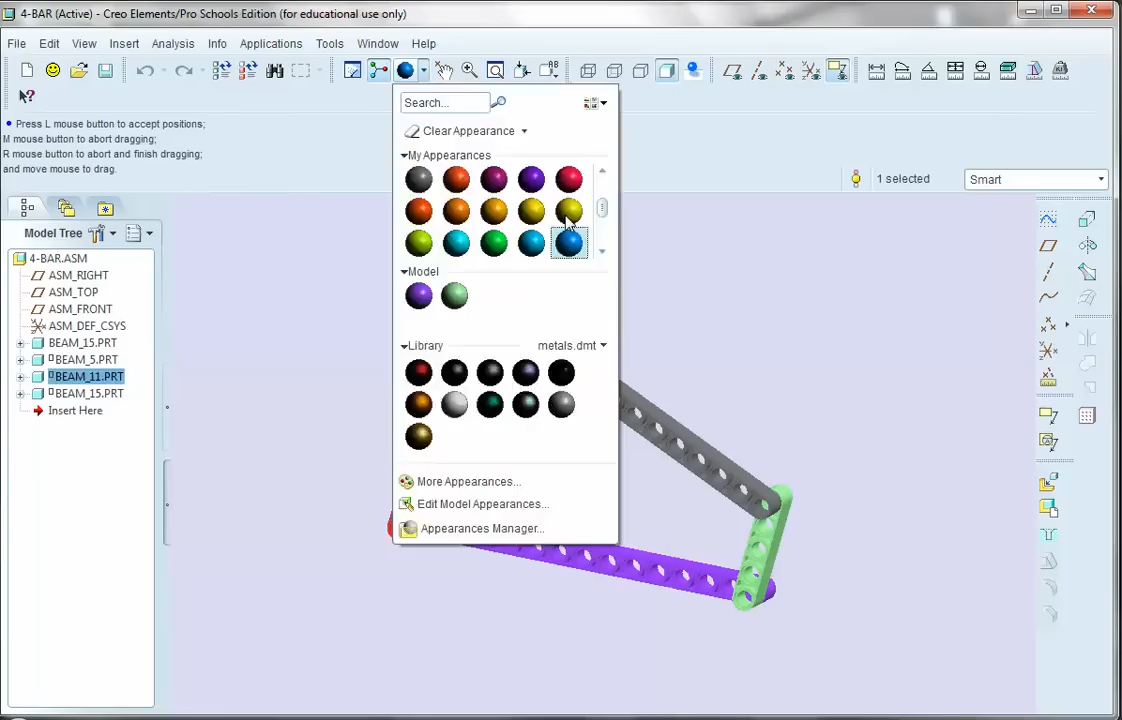 4-BAR (Active) - Creo Elements/Pro Schools Edition (for educational use only)
File Edit View Insert Analysis Info Applications Tools Window Help
Press L mouse button to accept positions;
M mouse button to abort dragging;
R mouse button to abort and finish dragging;
and move mouse to drag.
1 selected
Smart
Model Tree
4-BAR.ASM
ASM_RIGHT
ASM_TOP
ASM_FRONT
ASM_DEF_CSYS
BEAM_15.PRT
BEAM_5.PRT
BEAM_11.PRT
BEAM_15.PRT
Insert Here
Search...
Clear Appearance
My Appearances
Model
Library metals.dmt
More Appearances...
Edit Model Appearances...
Appearances Manager...